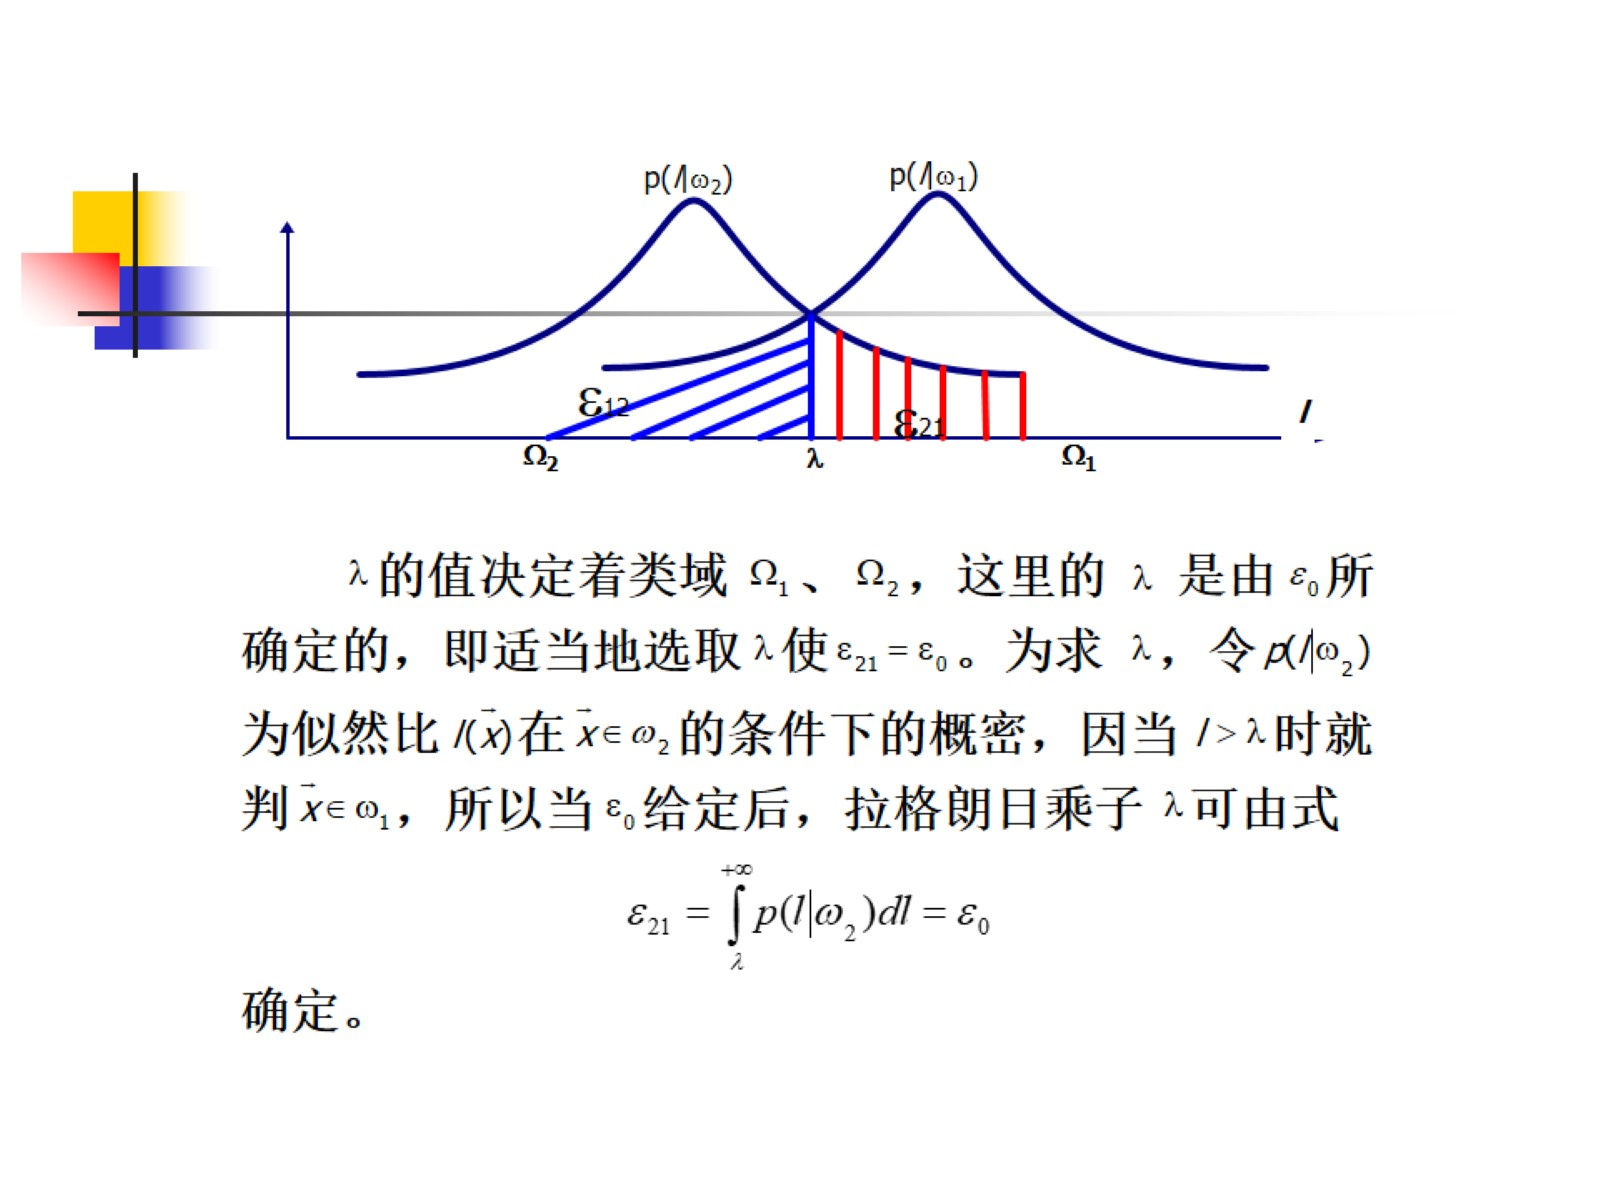 p(l|ω₂) p(l|ω₁)
ε₁₂ ε₂₁ l
Ω₂ λ Ω₁
λ的值决定着类域 Ω₁、Ω₂，这里的 λ 是由 ε₀ 所
确定的，即适当地选取 λ 使 ε₂₁ = ε₀。为求 λ，令 p(l|ω₂)
为似然比 l(x⃗) 在 x⃗∈ω₂ 的条件下的概密，因当 l > λ 时就
判 x⃗∈ω₁，所以当 ε₀ 给定后，拉格朗日乘子 λ 可由式
ε₂₁ = ∫_λ^{+∞} p(l|ω₂)dl = ε₀
确定。